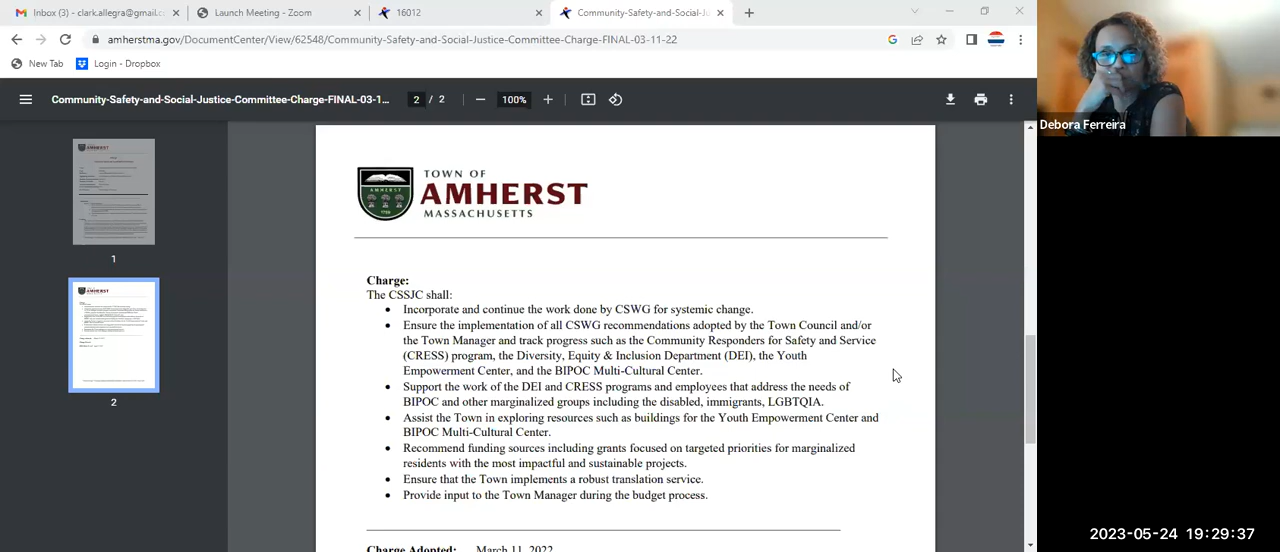 Inbox (3) - clark.allegra@gmail.c
Launch Meeting - Zoom
16012
Community-Safety-and-Social-Ju
amherstma.gov/DocumentCenter/View/62548/Community-Safety-and-Social-Justice-Committee-Charge-FINAL-03-11-22
New Tab
Login - Dropbox
Community-Safety-and-Social-Justice-Committee-Charge-FINAL-03-1...
2 / 2
100%
Debora Ferreira
1
2
TOWN OF
AMHERST
MASSACHUSETTS
Charge:
The CSSJC shall:
• Incorporate and continue the work done by CSWG for systemic change.
• Ensure the implementation of all CSWG recommendations adopted by the Town Council and/or
the Town Manager and track progress such as the Community Responders for Safety and Service
(CRESS) program, the Diversity, Equity & Inclusion Department (DEI), the Youth
Empowerment Center, and the BIPOC Multi-Cultural Center.
• Support the work of the DEI and CRESS programs and employees that address the needs of
BIPOC and other marginalized groups including the disabled, immigrants, LGBTQIA.
• Assist the Town in exploring resources such as buildings for the Youth Empowerment Center and
BIPOC Multi-Cultural Center.
• Recommend funding sources including grants focused on targeted priorities for marginalized
residents with the most impactful and sustainable projects.
• Ensure that the Town implements a robust translation service.
• Provide input to the Town Manager during the budget process.
Charge Adopted: March 11, 2022
2023-05-24 19:29:37